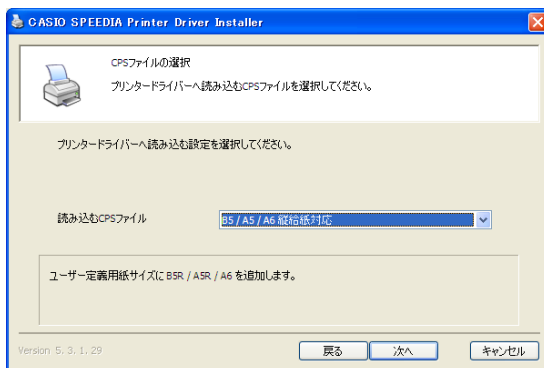 CASIO SPEEDIA Printer Driver Installer
CPSファイルの選択
プリンタードライバーへ読み込むCPSファイルを選択してください。
プリンタードライバーへ読み込む設定を選択してください。
読み込むCPSファイル
B5 / A5 / A6 縦給紙対応
ユーザー定義用紙サイズに B5R / A5R / A6 を追加します。
Version 5.3.1.29
戻る
次へ
キャンセル